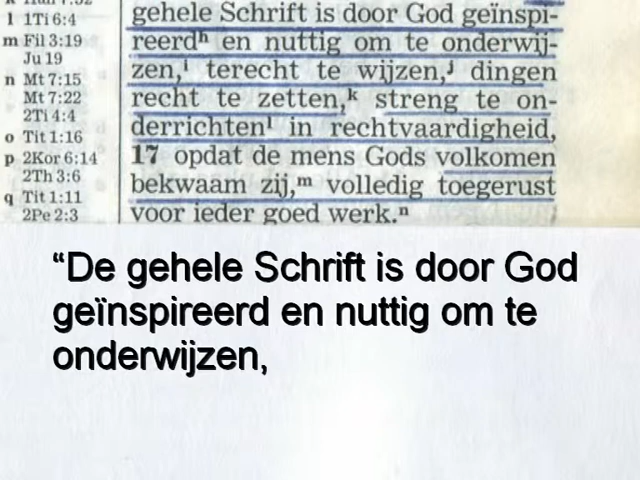 l 1Ti 6:4
m Fil 3:19
Ju 19
n Mt 7:15
Mt 7:22
2Ti 4:4
o Tit 1:16
p 2Kor 6:14
2Th 3:6
q Tit 1:11
2Pe 2:3
gehele Schrift is door God geïnspi-
reerdʰ en nuttig om te onderwij-
zen,ⁱ terecht te wijzen,ʲ dingen
recht te zetten,ᵏ streng te on-
derrichtenˡ in rechtvaardigheid,
17 opdat de mens Gods volkomen
bekwaam zij,ᵐ volledig toegerust
voor ieder goed werk.ⁿ
“De gehele Schrift is door God
geïnspireerd en nuttig om te
onderwijzen,